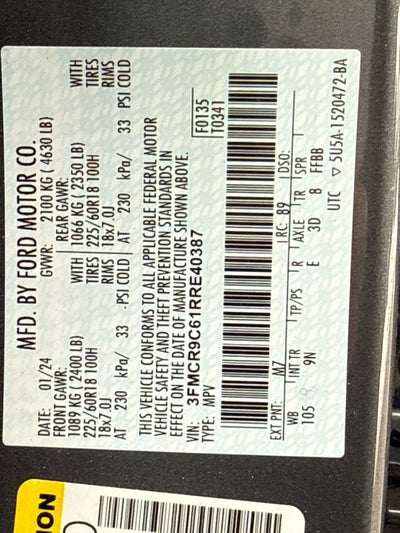 MFD. BY FORD MOTOR CO.
DATE: 01/24 GVWR: 2100 KG ( 4630 LB)
FRONT GAWR: REAR GAWR:
1089 KG ( 2400 LB) WITH 1066 KG ( 2350 LB) WITH
225/60R18 100H TIRES 225/60R18 100H TIRES
18x7.0J RIMS 18x7.0J RIMS
AT 230 kPa/ 33 PSI COLD AT 230 kPa/ 33 PSI COLD
THIS VEHICLE CONFORMS TO ALL APPLICABLE FEDERAL MOTOR
VEHICLE SAFETY AND THEFT PREVENTION STANDARDS IN
EFFECT ON THE DATE OF MANUFACTURE SHOWN ABOVE.
VIN: 3FMCR9C61RRE40387 F0135
TYPE: MPV T0341
EXT PNT: M7 RC: 89 DSO:
WB INT TR TP/PS R AXLE TR SPR
105 9N E 3D 8 FFBB
UTC ▽ 5U5A-1520472-BA
ION